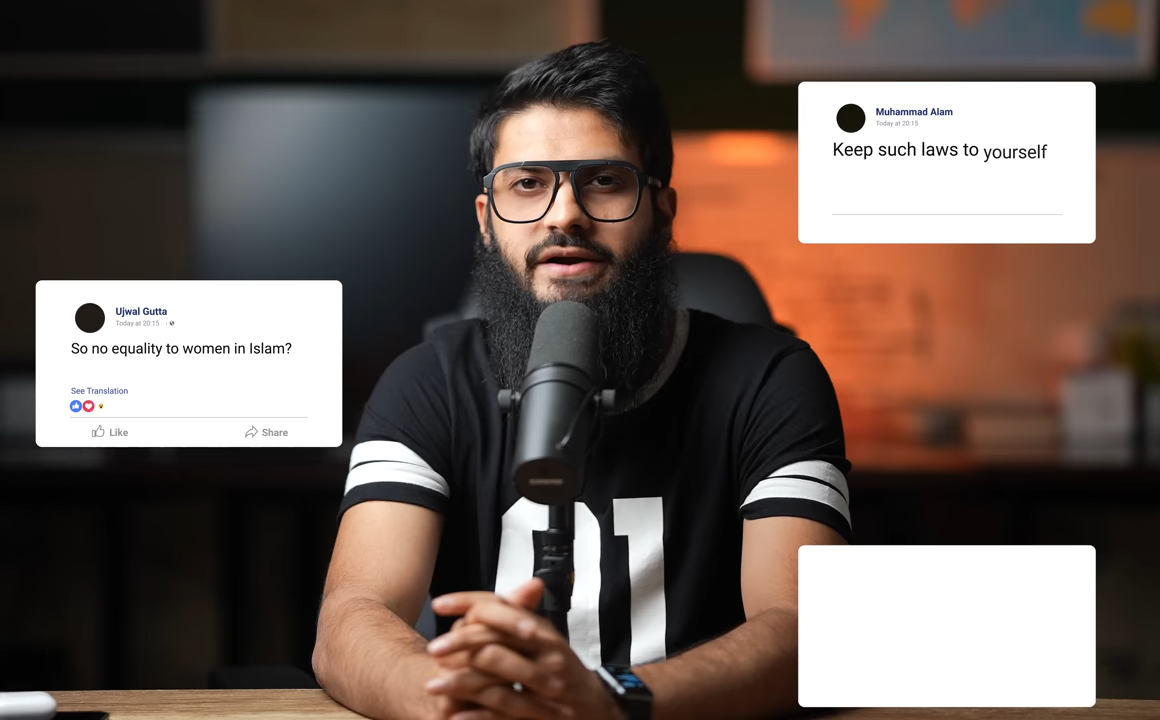 Muhammad Alam
Today at 20:15
Keep such laws to yourself
Ujwal Gutta
Today at 20:15
So no equality to women in Islam?
See Translation
Like
Share
01